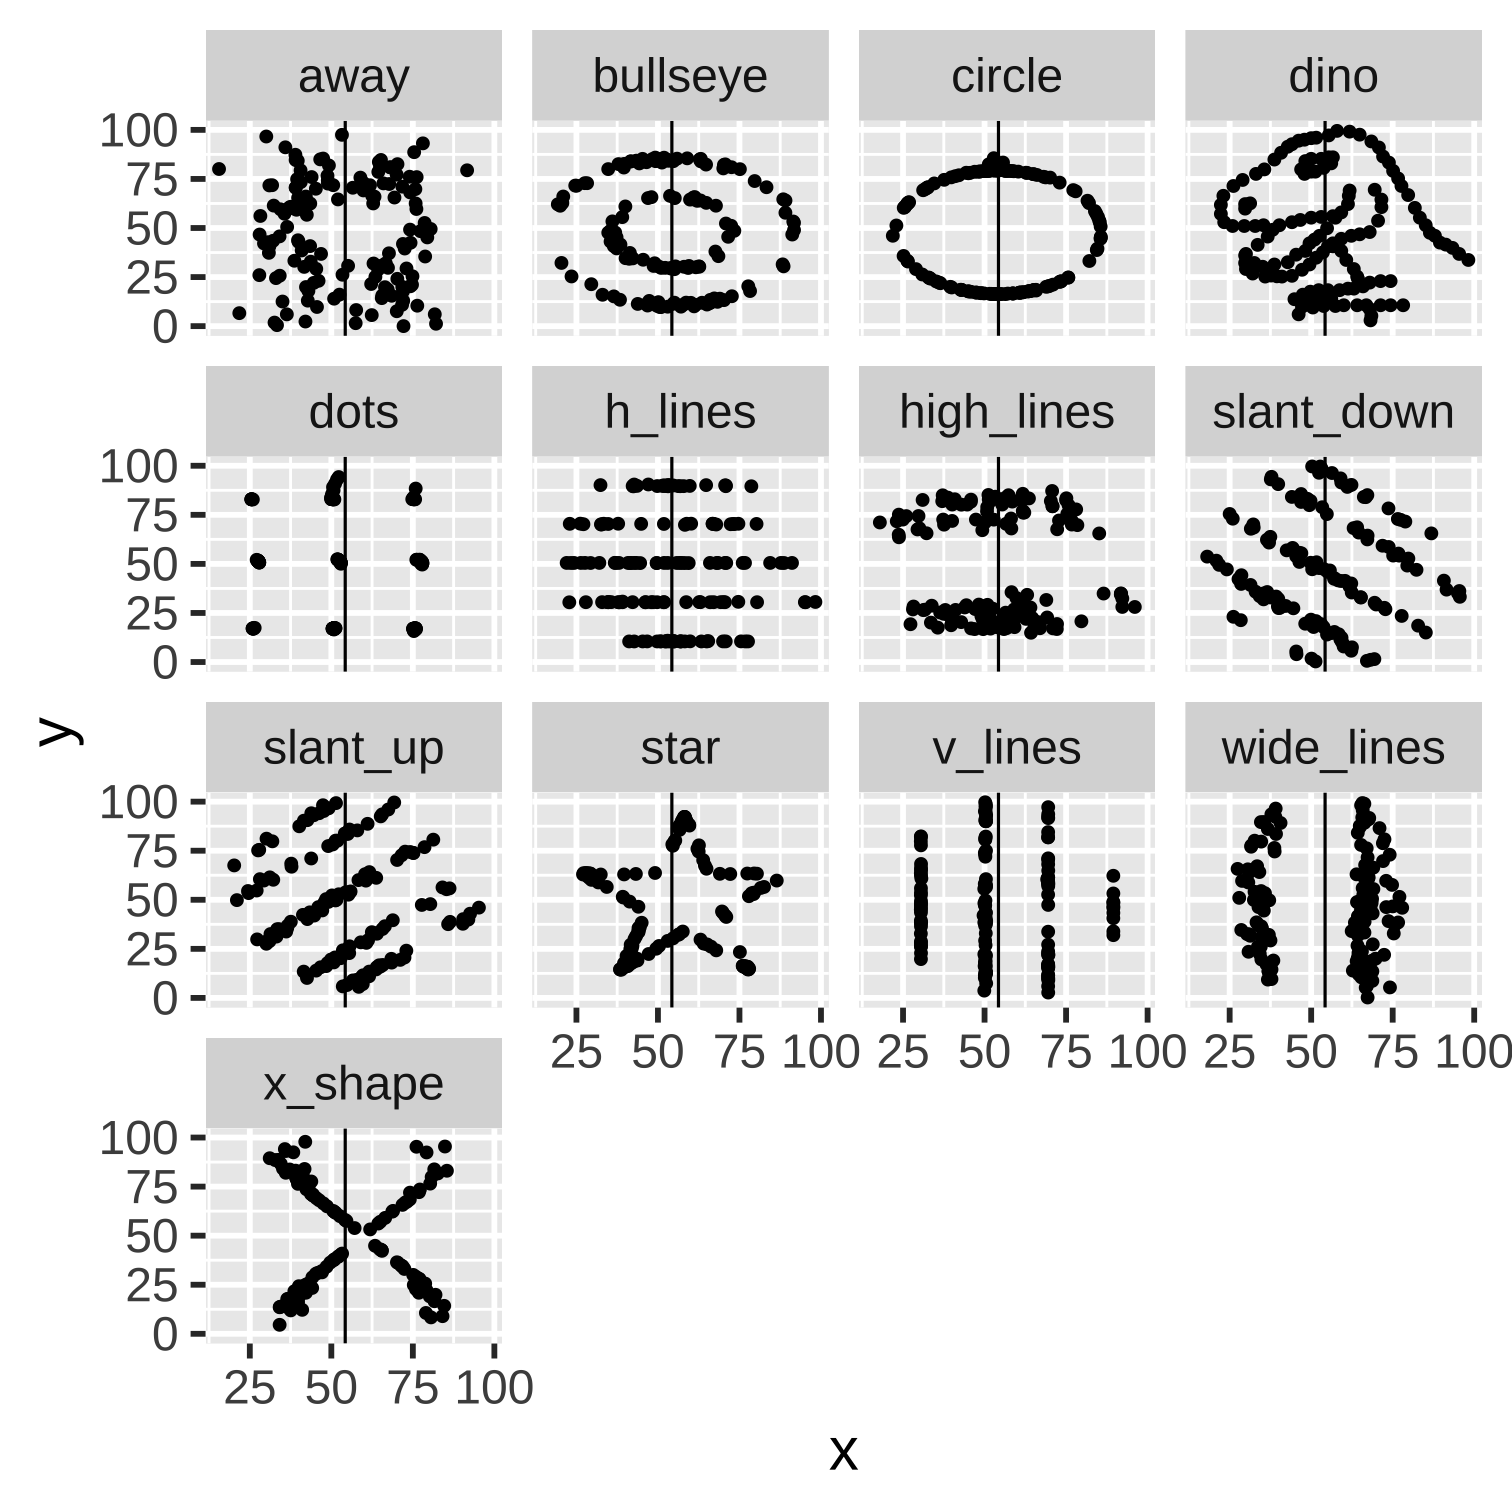 away bullseye circle dino
100
75
50
25
0
dots h_lines high_lines slant_down
100
75
50
25
0
y
slant_up star v_lines wide_lines
100
75
50
25
0
25 50 75 100 25 50 75 100 25 50 75 100
x_shape
100
75
50
25
0
25 50 75 100
x